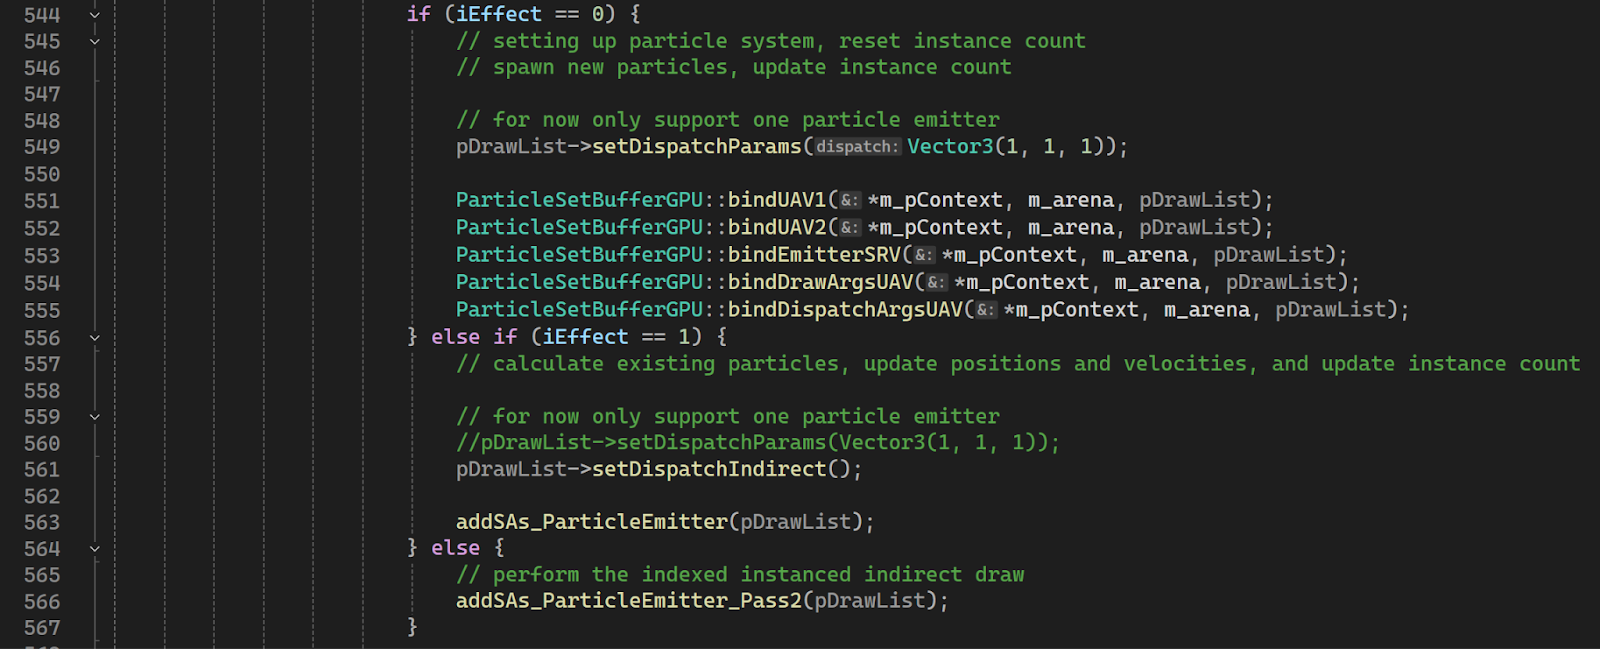 544 if (iEffect == 0) {
545 // setting up particle system, reset instance count
546 // spawn new particles, update instance count
547
548 // for now only support one particle emitter
549 pDrawList->setDispatchParams(dispatch: Vector3(1, 1, 1));
550
551 ParticleSetBufferGPU::bindUAV1(&: *m_pContext, m_arena, pDrawList);
552 ParticleSetBufferGPU::bindUAV2(&: *m_pContext, m_arena, pDrawList);
553 ParticleSetBufferGPU::bindEmitterSRV(&: *m_pContext, m_arena, pDrawList);
554 ParticleSetBufferGPU::bindDrawArgsUAV(&: *m_pContext, m_arena, pDrawList);
555 ParticleSetBufferGPU::bindDispatchArgsUAV(&: *m_pContext, m_arena, pDrawList);
556 } else if (iEffect == 1) {
557 // calculate existing particles, update positions and velocities, and update instance count
558
559 // for now only support one particle emitter
560 //pDrawList->setDispatchParams(Vector3(1, 1, 1));
561 pDrawList->setDispatchIndirect();
562
563 addSAs_ParticleEmitter(pDrawList);
564 } else {
565 // perform the indexed instanced indirect draw
566 addSAs_ParticleEmitter_Pass2(pDrawList);
567 }